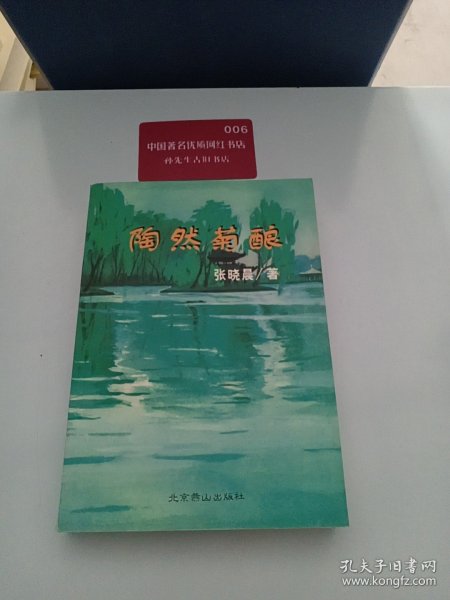 006
中国著名优质网红书店
孙先生古旧书店
陶然菊酿
张晓晨/著
北京燕山出版社
孔夫子旧书网
www.kongfz.com